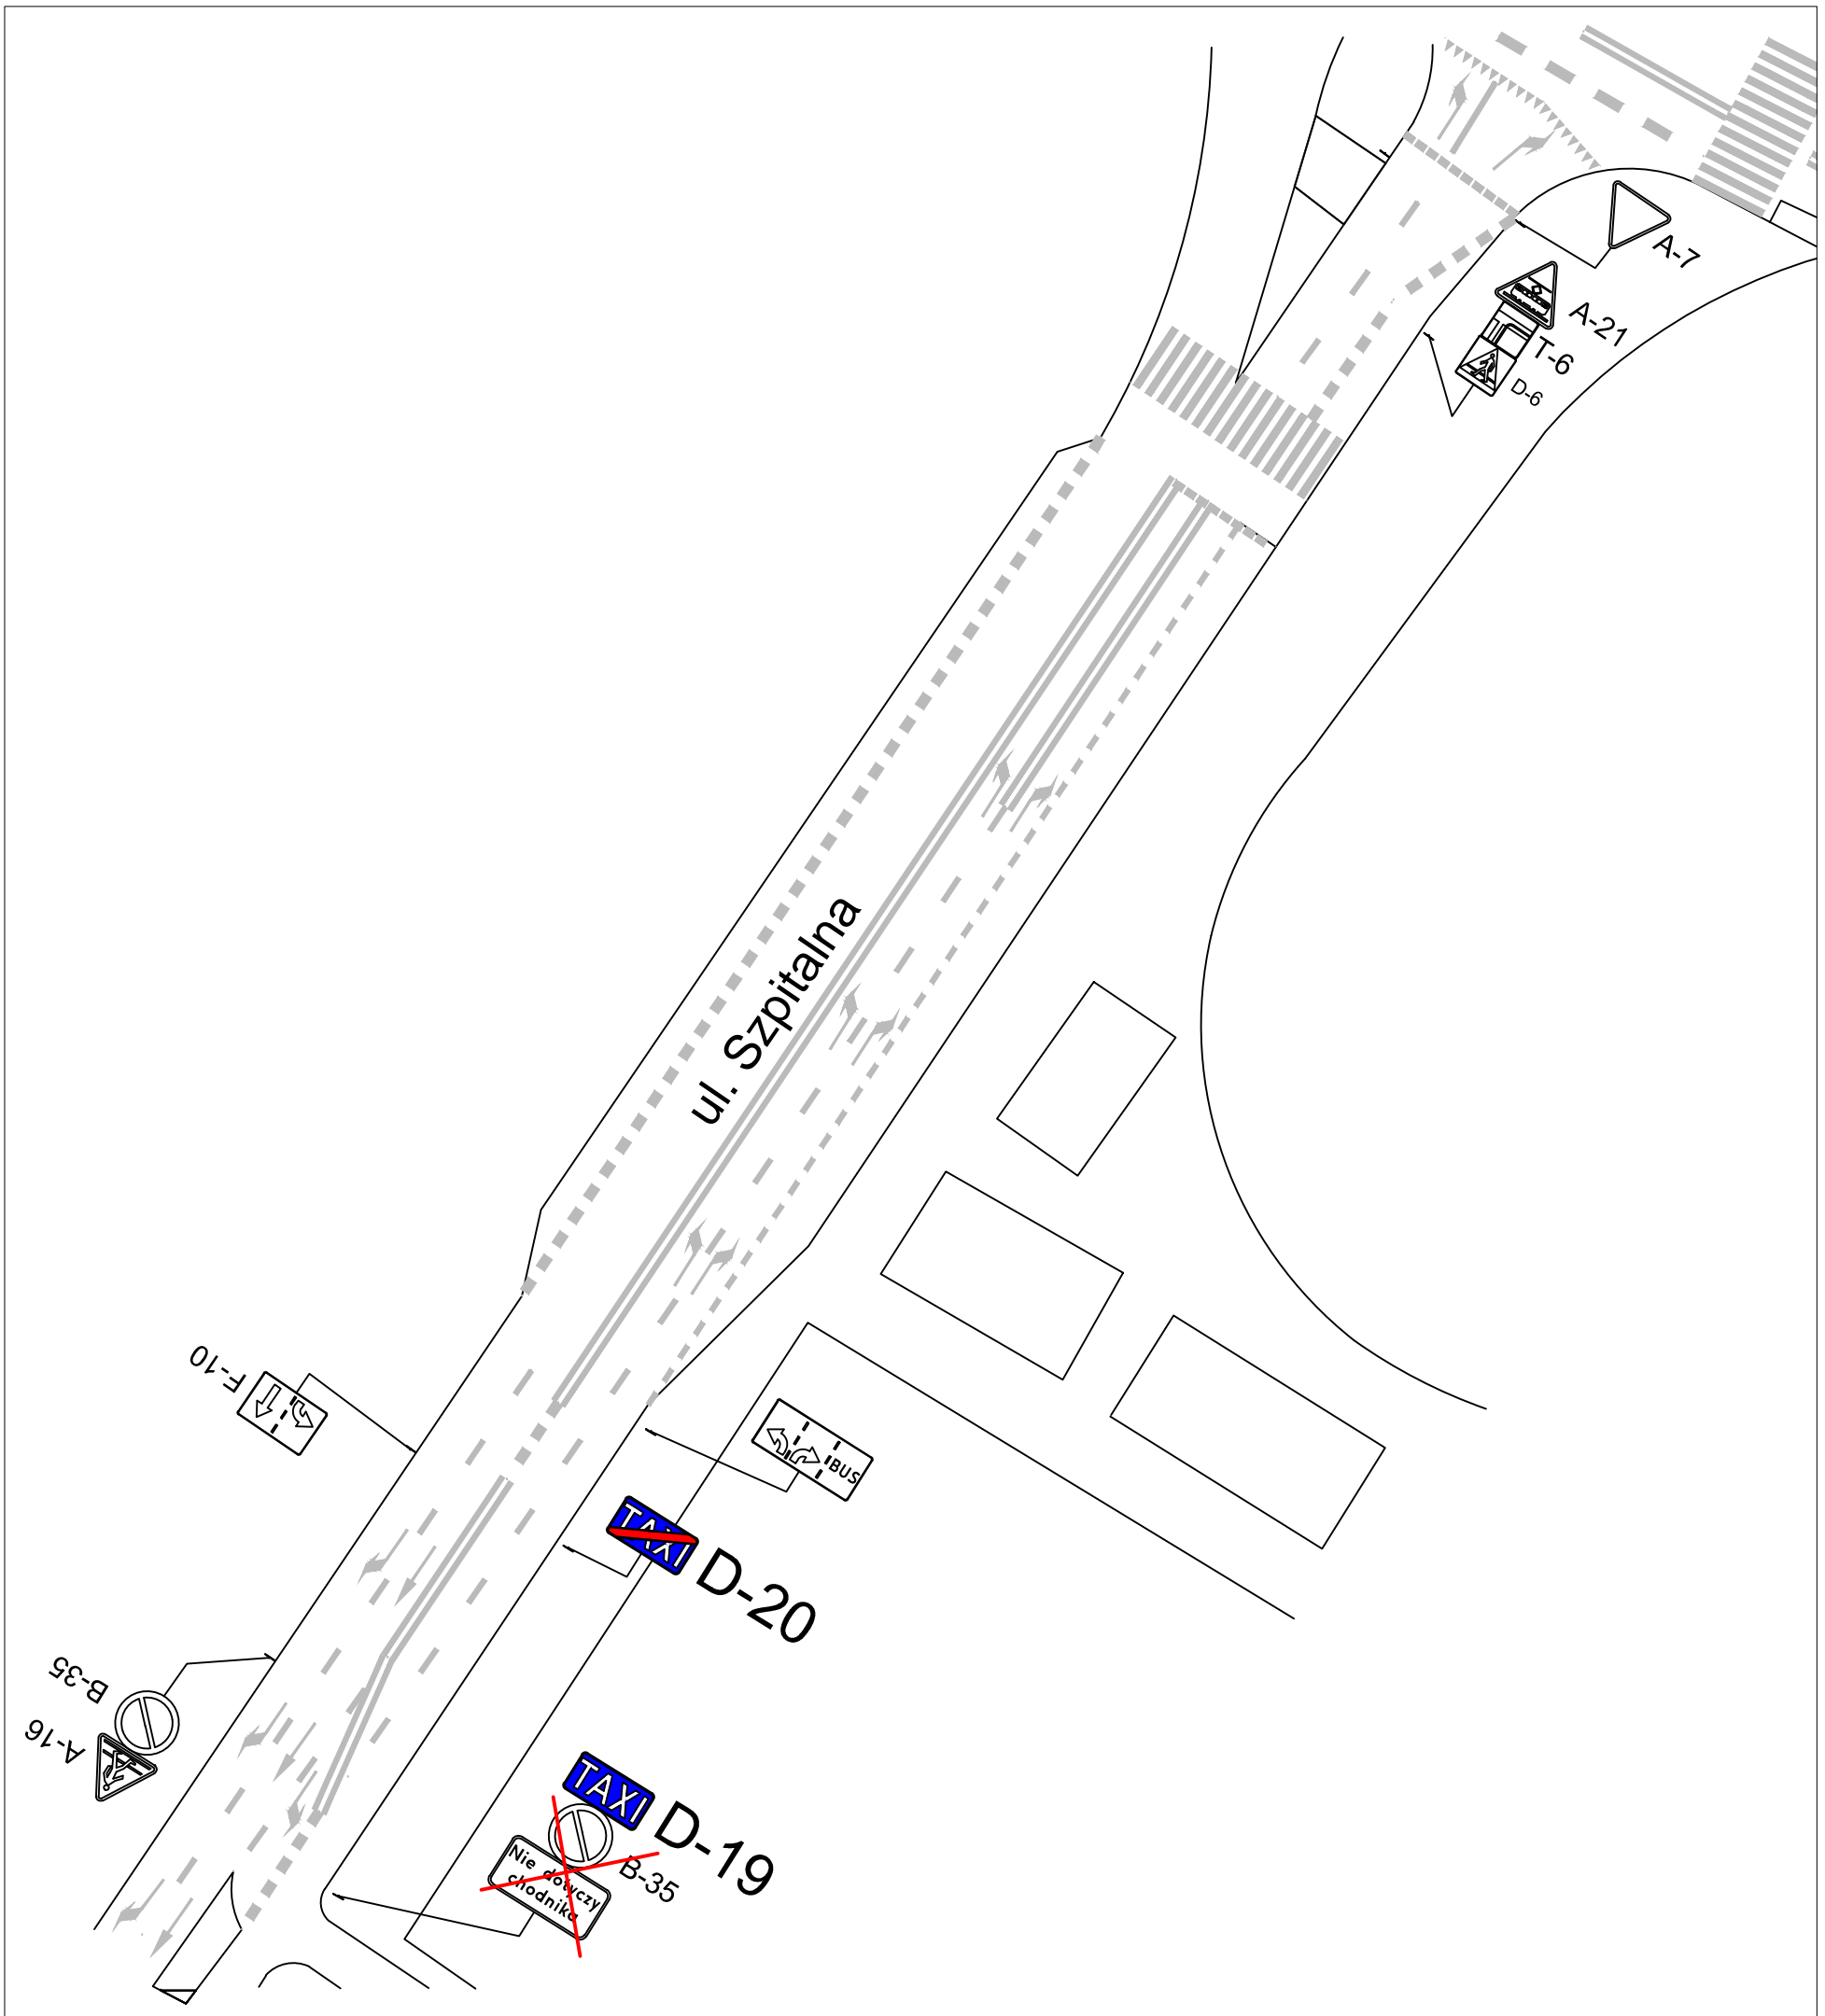 A-7
A-21
T-6
D-6
ul. Szpitalna
F-10
BUS
TAXI
D-20
B-35
A-16
TAXI
D-19
B-35
Nie dotyczy
chodnika